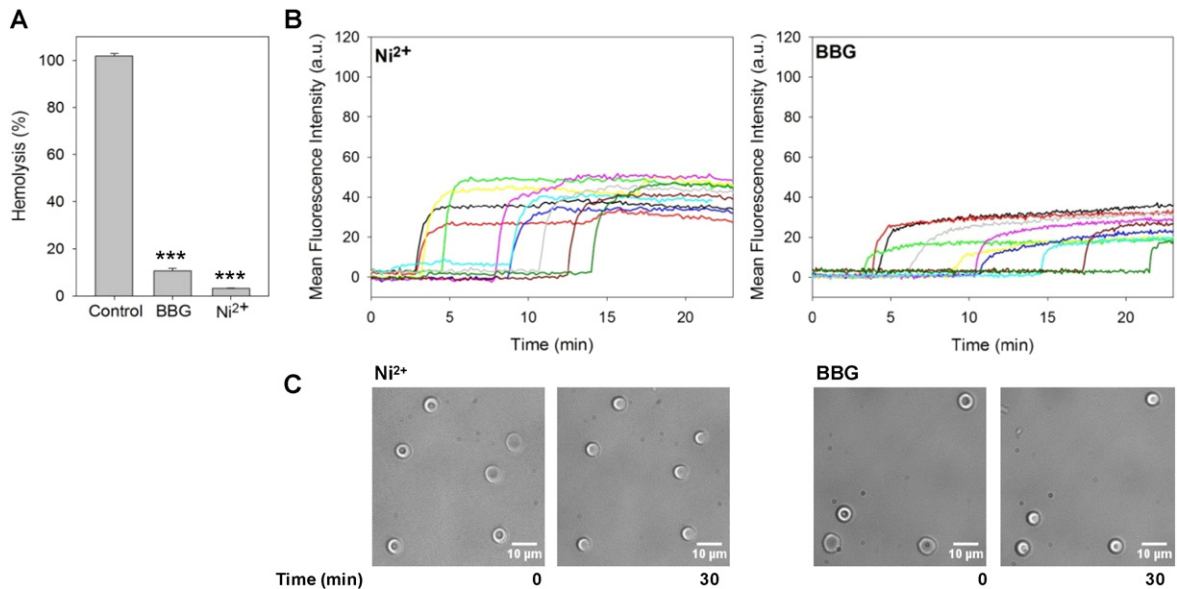 A
Hemolysis (%)
100
80
60
40
20
0
***
***
Control BBG Ni²⁺
B
Mean Fluorescence Intensity (a.u.)
120
100
80
60
40
20
0
Ni²⁺
0 5 10 15 20
Time (min)
Mean Fluorescence Intensity (a.u.)
120
100
80
60
40
20
0
BBG
0 5 10 15 20
Time (min)
C
Ni²⁺
10 µm
10 µm
BBG
10 µm
10 µm
Time (min) 0 30 0 30